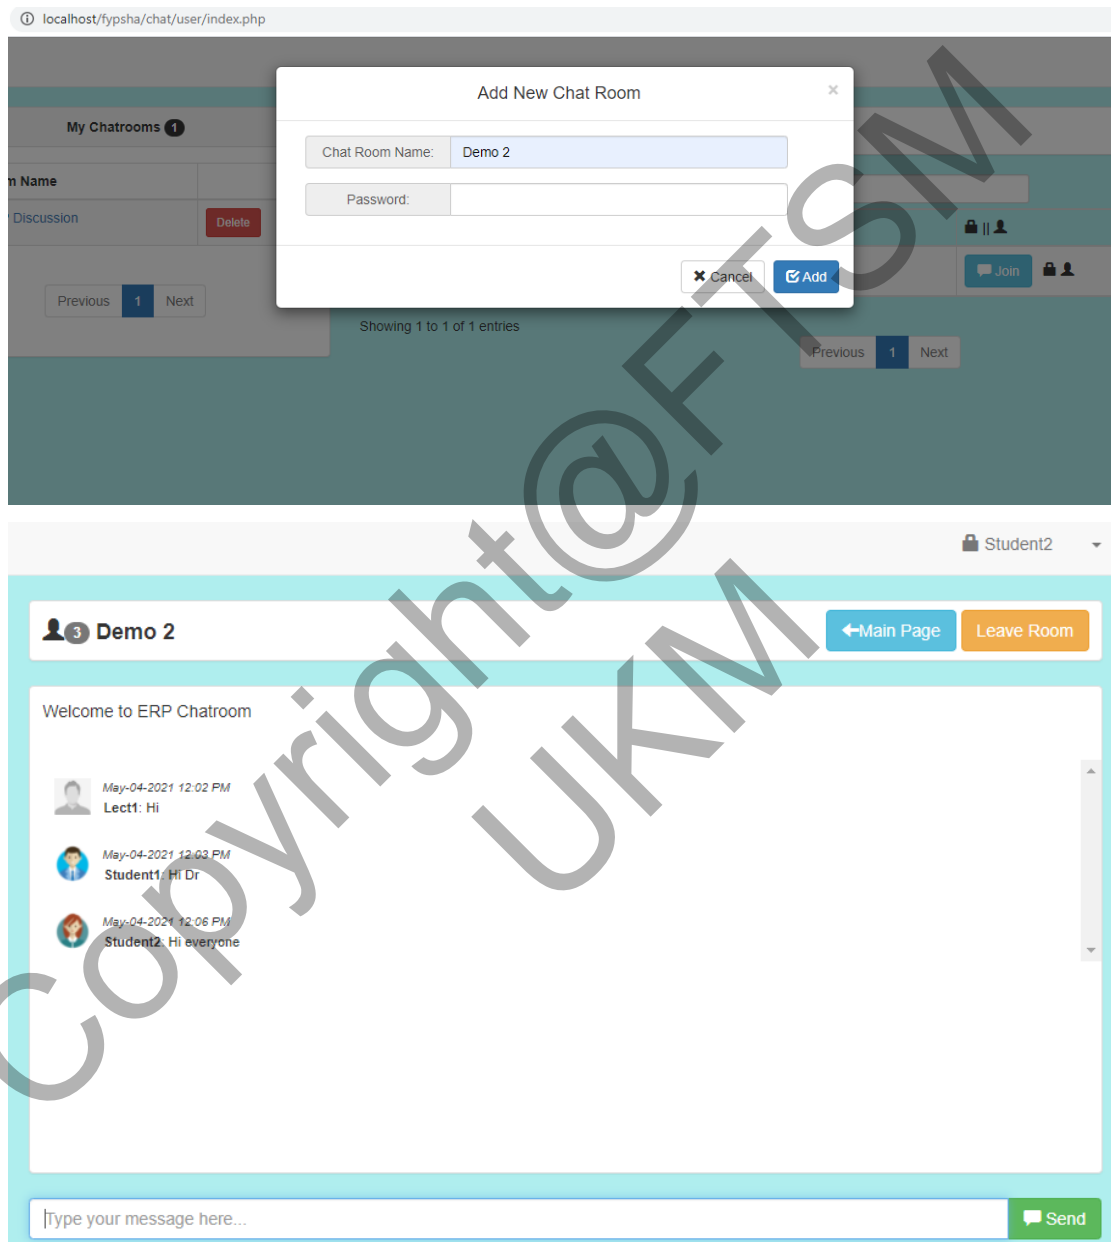 localhost/fypsha/chat/user/index.php
Add New Chat Room ×
My Chatrooms 1
Chat Room Name: Demo 2
m Name
Password:
Discussion Delete
||
Cancel Add
Join
Previous 1 Next
Showing 1 to 1 of 1 entries
Previous 1 Next
Student2
3 Demo 2 Main Page Leave Room
Welcome to ERP Chatroom
May-04-2021 12:02 PM
Lect1: Hi
May-04-2021 12:03 PM
Student1: Hi Dr
May-04-2021 12:06 PM
Student2: Hi everyone
Type your message here... Send
Copyright@FTSM
UKM